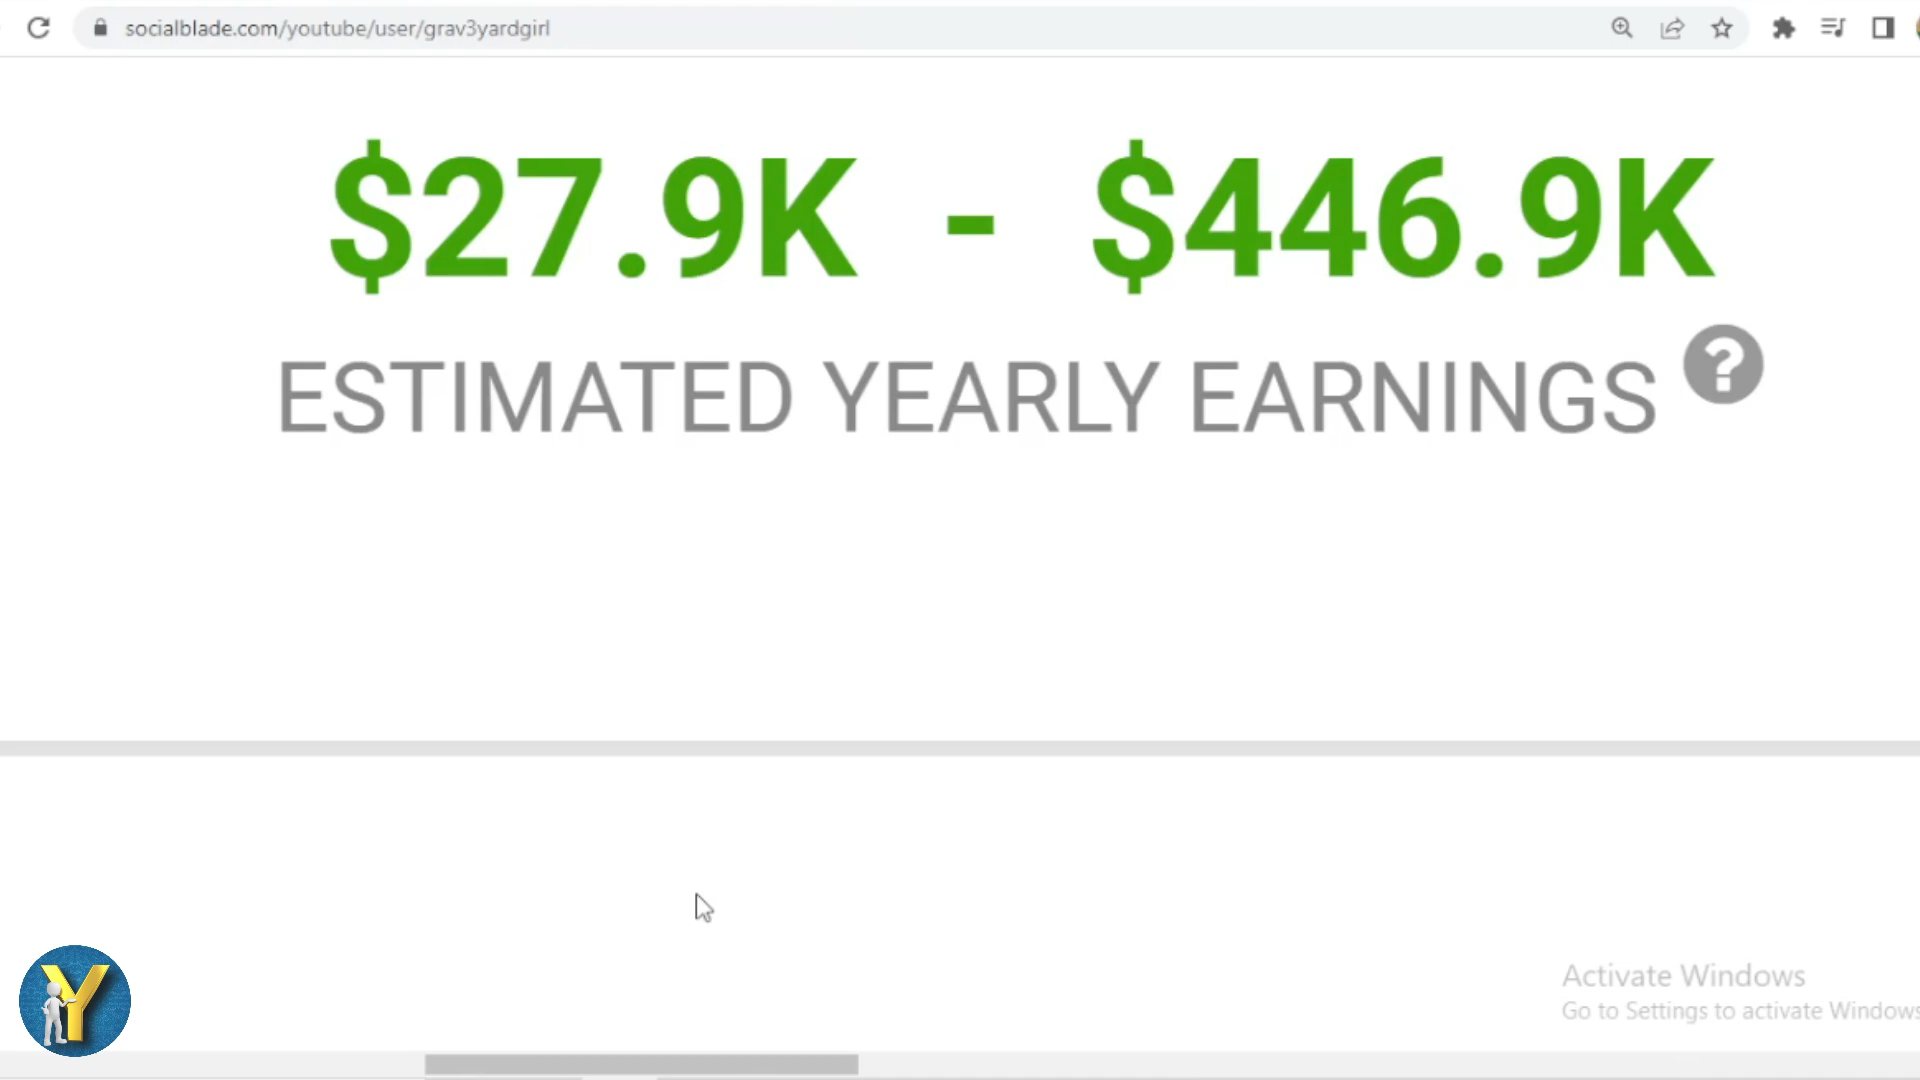 socialblade.com/youtube/user/grav3yardgirl
$27.9K - $446.9K
ESTIMATED YEARLY EARNINGS ?
Y
Activate Windows
Go to Settings to activate Windows